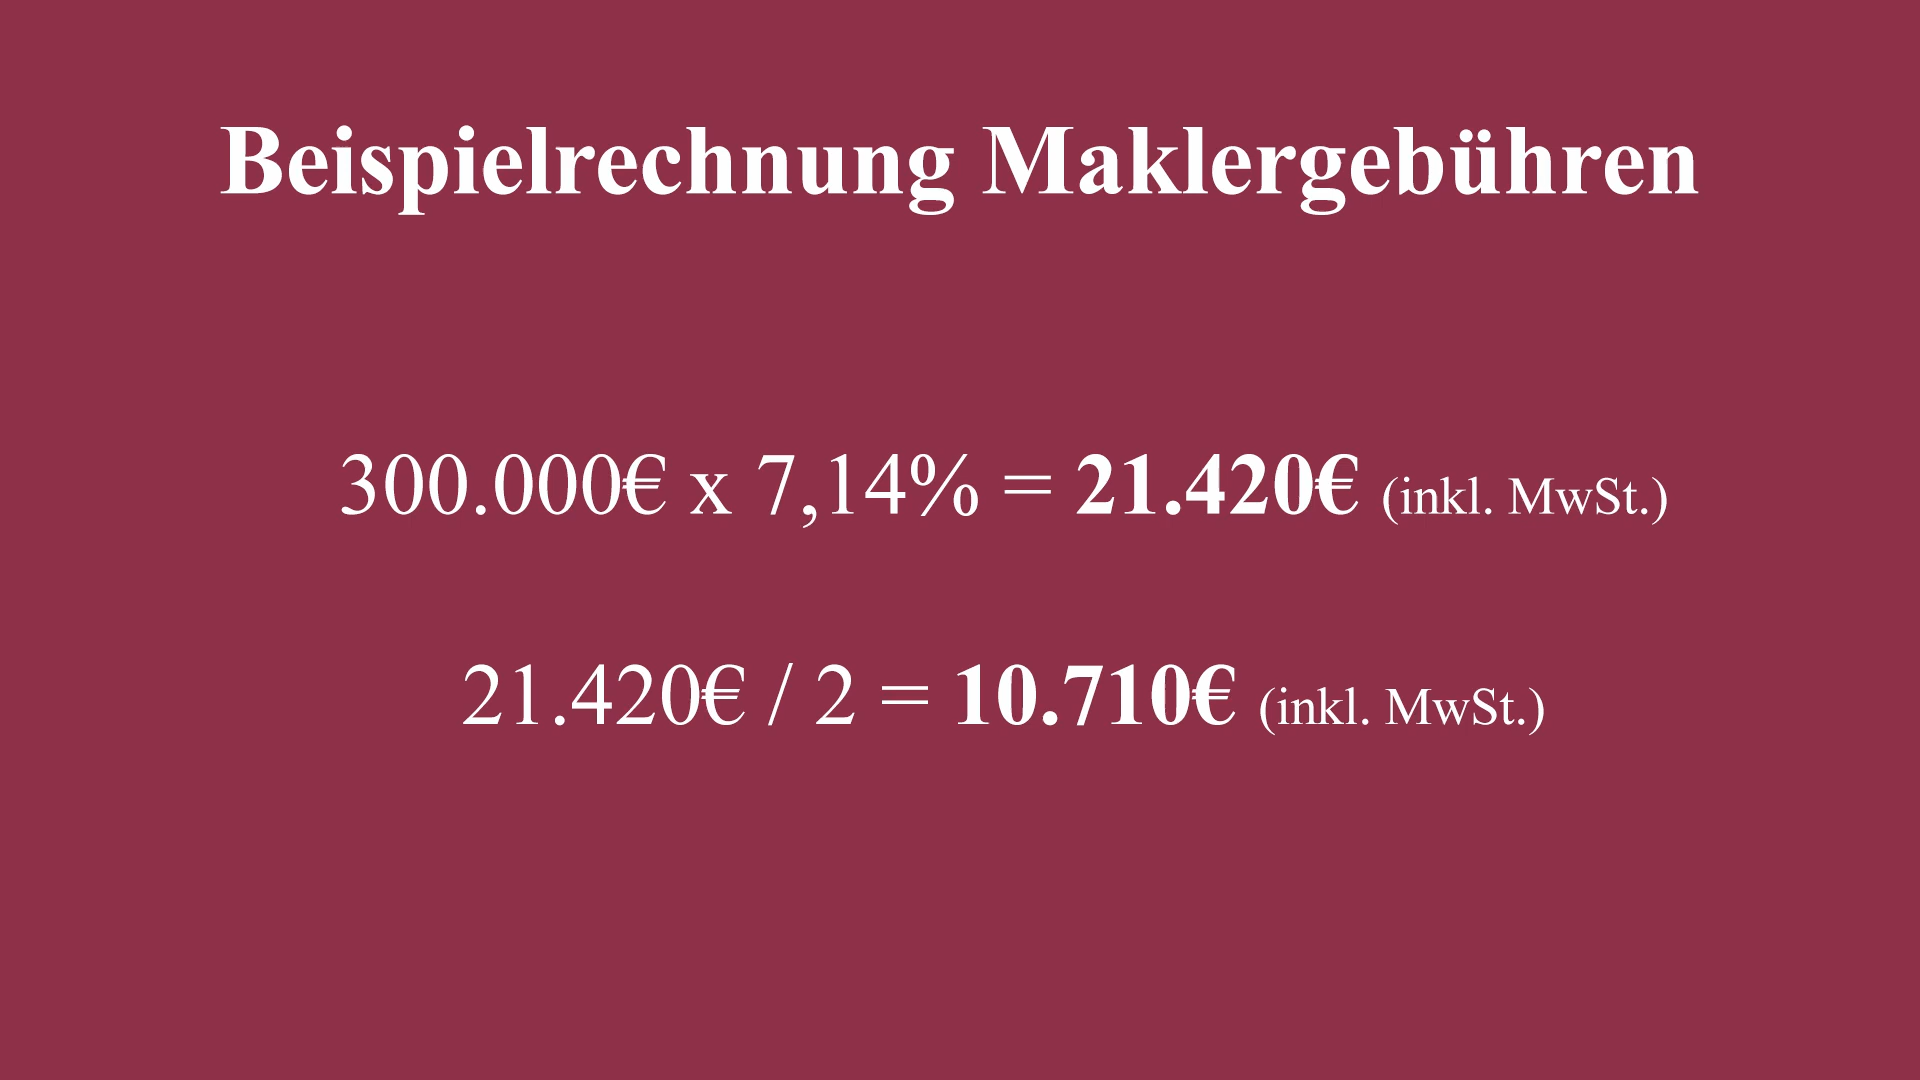 Beispielrechnung Maklergebühren
300.000€ x 7,14% = 21.420€ (inkl. MwSt.)
21.420€ / 2 = 10.710€ (inkl. MwSt.)